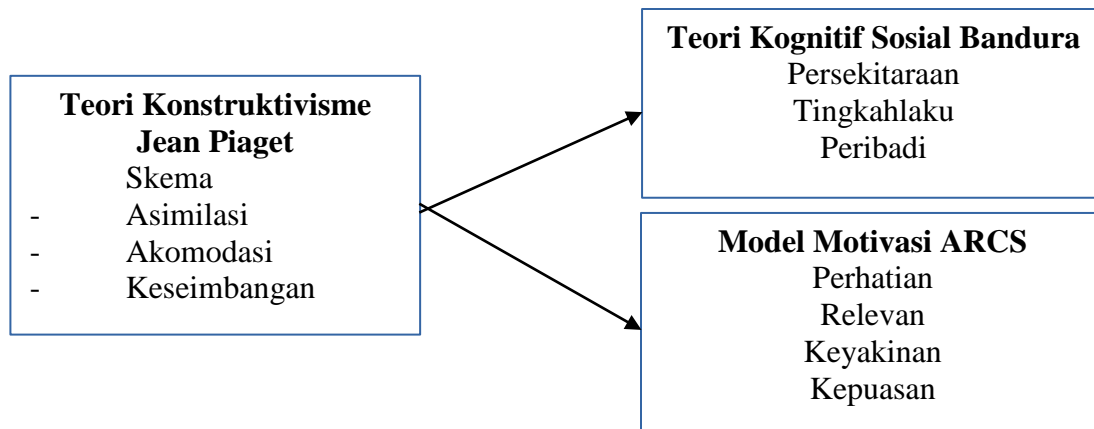 Teori Konstruktivisme
Jean Piaget
Skema
- Asimilasi
- Akomodasi
- Keseimbangan
Teori Kognitif Sosial Bandura
Persekitaraan
Tingkahlaku
Peribadi
Model Motivasi ARCS
Perhatian
Relevan
Keyakinan
Kepuasan